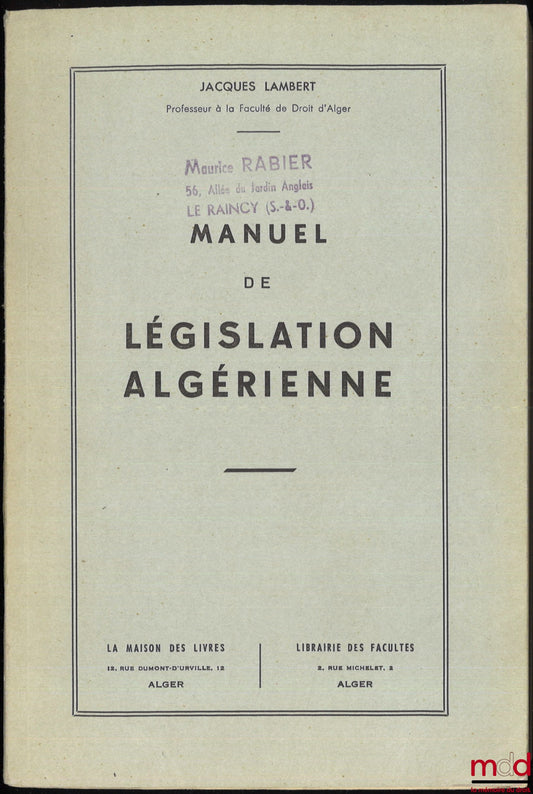 JACQUES LAMBERT
Professeur à la Faculté de Droit d'Alger
Maurice RABIER
56, Allée du Jardin Anglais
LE RAINCY (S.-&-O.)
MANUEL
DE
LÉGISLATION
ALGÉRIENNE
LA MAISON DES LIVRES
12, RUE DUMONT-D'URVILLE, 12
ALGER
LIBRAIRIE DES FACULTES
2, RUE MICHELET, 2
ALGER
mdd